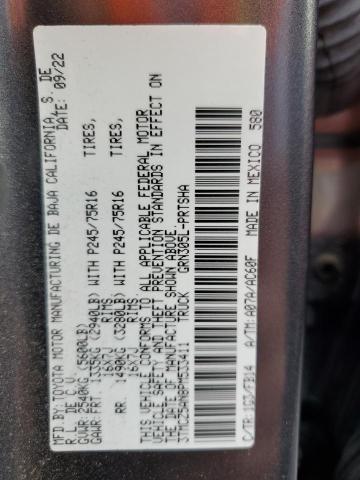 MFD.BY:TOYOTA MOTOR MANUFACTURING DE BAJA CALIFORNIA, S. DE
R. L. DE DATE: 09/22
GVWR:2540KG(5600LB)
GAWR:FRT. 1335KG (2940LB) WITH P245/75R16 TIRES,
16X7J RIMS,
RR. 1490KG (3280LB) WITH P245/75R16 TIRES,
16X7J RIMS,
THIS VEHICLE CONFORMS TO ALL APPLICABLE FEDERAL MOTOR
VEHICLE SAFETY AND THEFT PREVENTION STANDARDS IN EFFECT ON
THE DATE OF MANUFACTURE SHOWN ABOVE.
3TMCZ5AN8PM533411 TRUCK GRN305L-PRTSHA
C/TR:1G3/FB14 A/TM:A07A/AC60F MADE IN MEXICO 580